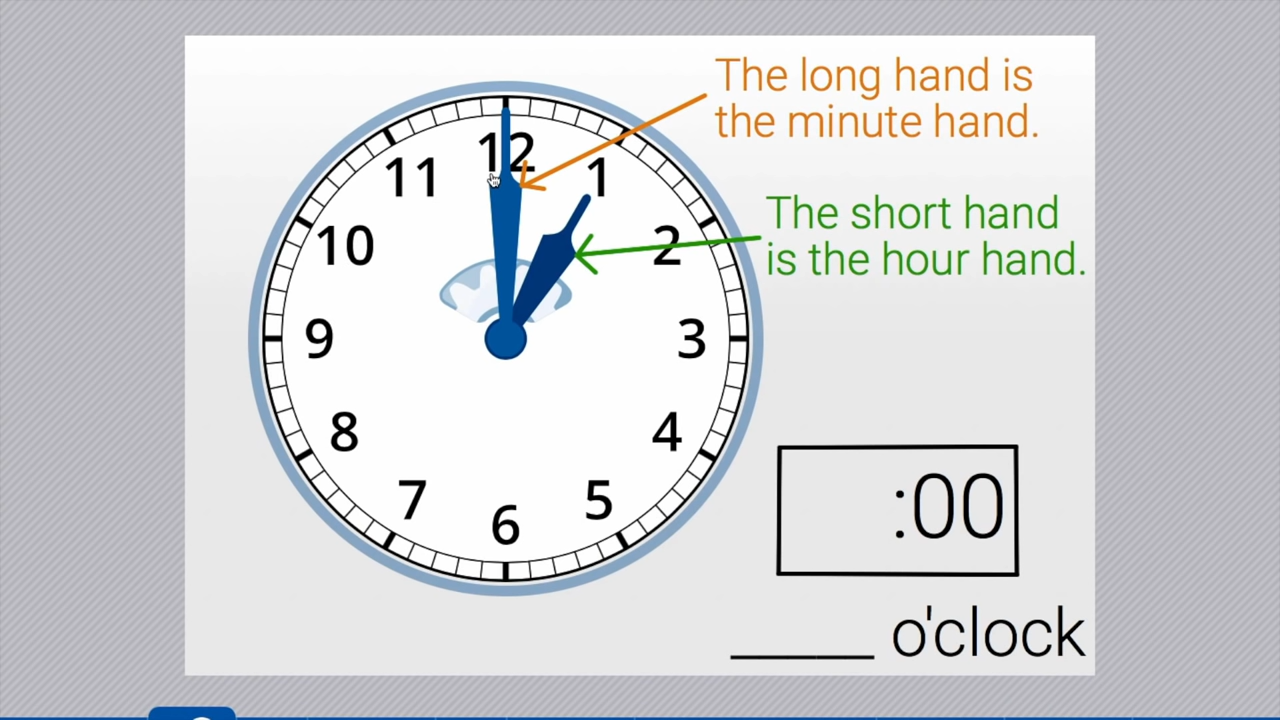 The long hand is
the minute hand.
The short hand
is the hour hand.
12
1
2
3
4
5
6
7
8
9
10
11
:00
____ o'clock